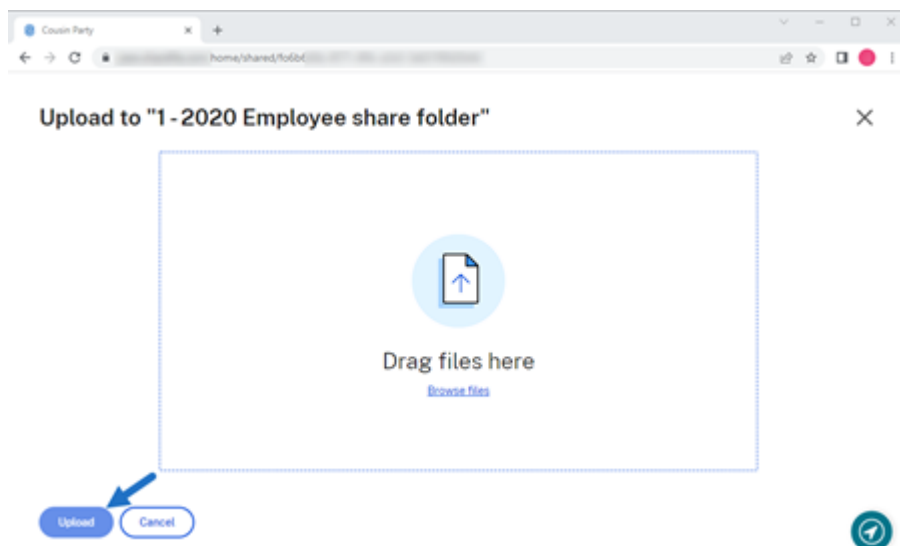 Cousin Party
home/shared/fo6b
Upload to "1 - 2020 Employee share folder"
Drag files here
Browse files
Upload
Cancel